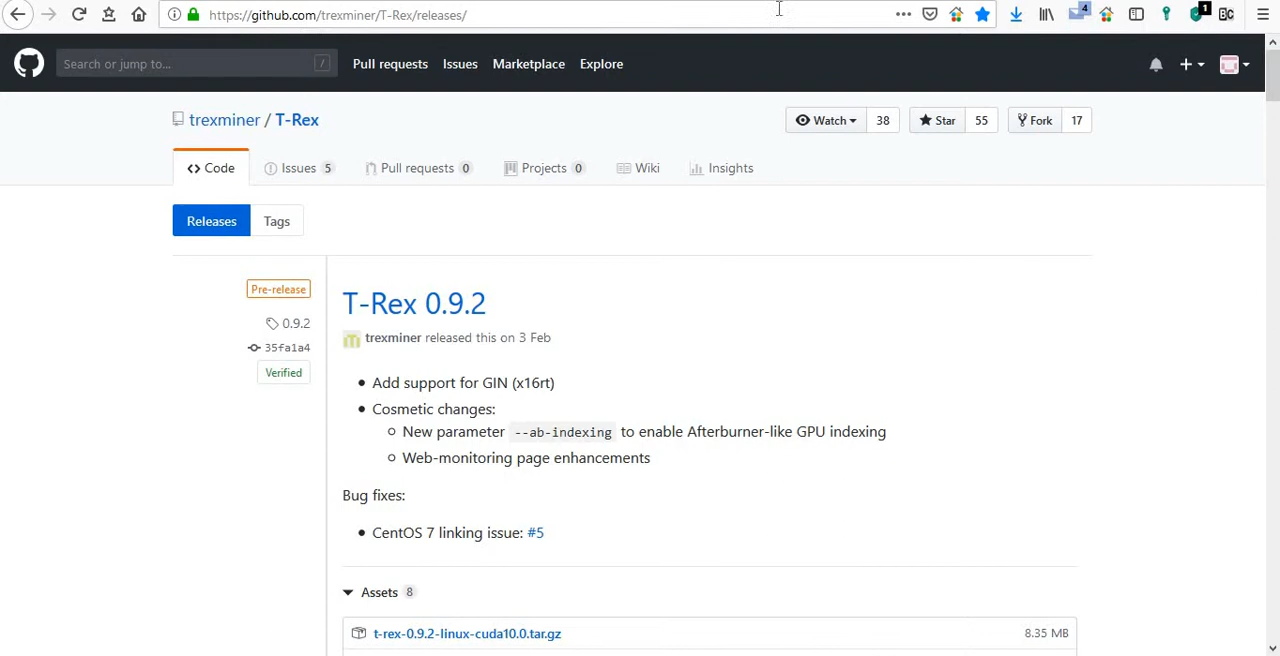 https://github.com/trexminer/T-Rex/releases/
4
1
Search or jump to...
/
Pull requests
Issues
Marketplace
Explore
trexminer / T-Rex
Watch
38
Star
55
Fork
17
Code
Issues 5
Pull requests 0
Projects 0
Wiki
Insights
Releases
Tags
Pre-release
0.9.2
35fa1a4
Verified
T-Rex 0.9.2
trexminer released this on 3 Feb
Add support for GIN (x16rt)
Cosmetic changes:
New parameter --ab-indexing to enable Afterburner-like GPU indexing
Web-monitoring page enhancements
Bug fixes:
CentOS 7 linking issue: #5
Assets 8
t-rex-0.9.2-linux-cuda10.0.tar.gz
8.35 MB